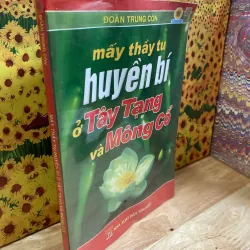 ĐOÀN TRUNG CÒN
mấy thầy tu
huyền bí
ở Tây Tạng
và Mông Cổ